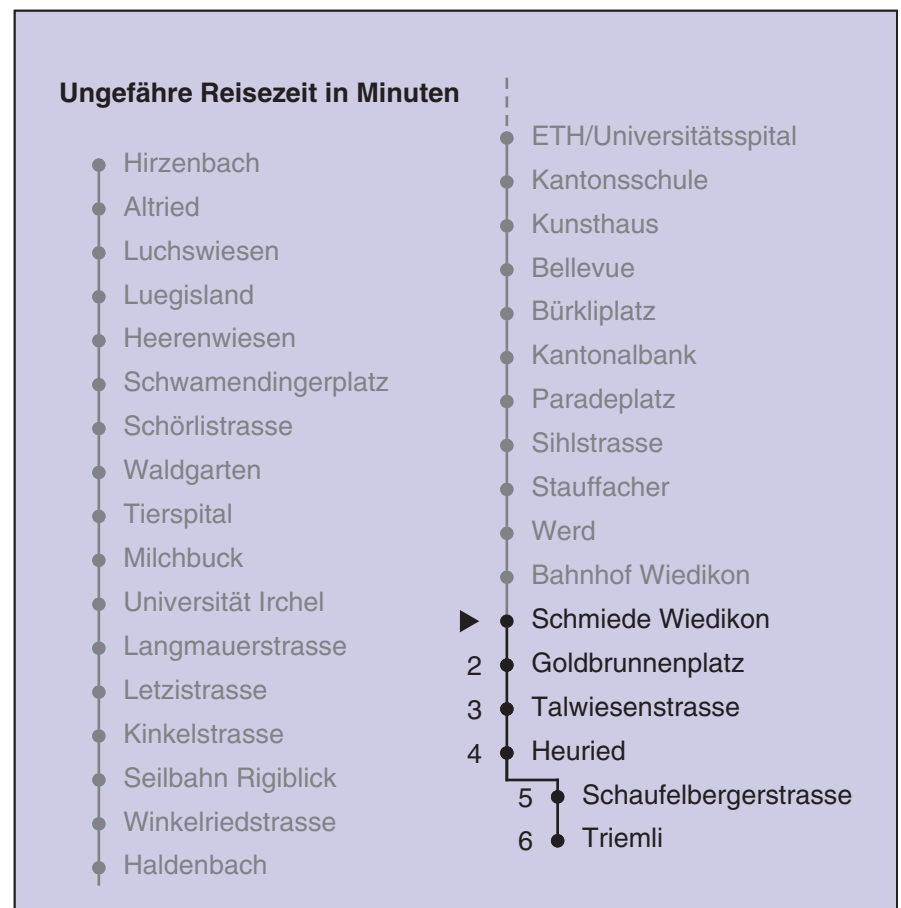 Ungefähre Reisezeit in Minuten
Hirzenbach
Altried
Luchswiesen
Luegisland
Heerenwiesen
Schwamendingerplatz
Schörlistrasse
Waldgarten
Tierspital
Milchbuck
Universität Irchel
Langmauerstrasse
Letzistrasse
Kinkelstrasse
Seilbahn Rigiblick
Winkelriedstrasse
Haldenbach
ETH/Universitätsspital
Kantonsschule
Kunsthaus
Bellevue
Bürkliplatz
Kantonalbank
Paradeplatz
Sihlstrasse
Stauffacher
Werd
Bahnhof Wiedikon
Schmiede Wiedikon
2 Goldbrunnenplatz
3 Talwiesenstrasse
4 Heuried
5 Schaufelbergerstrasse
6 Triemli